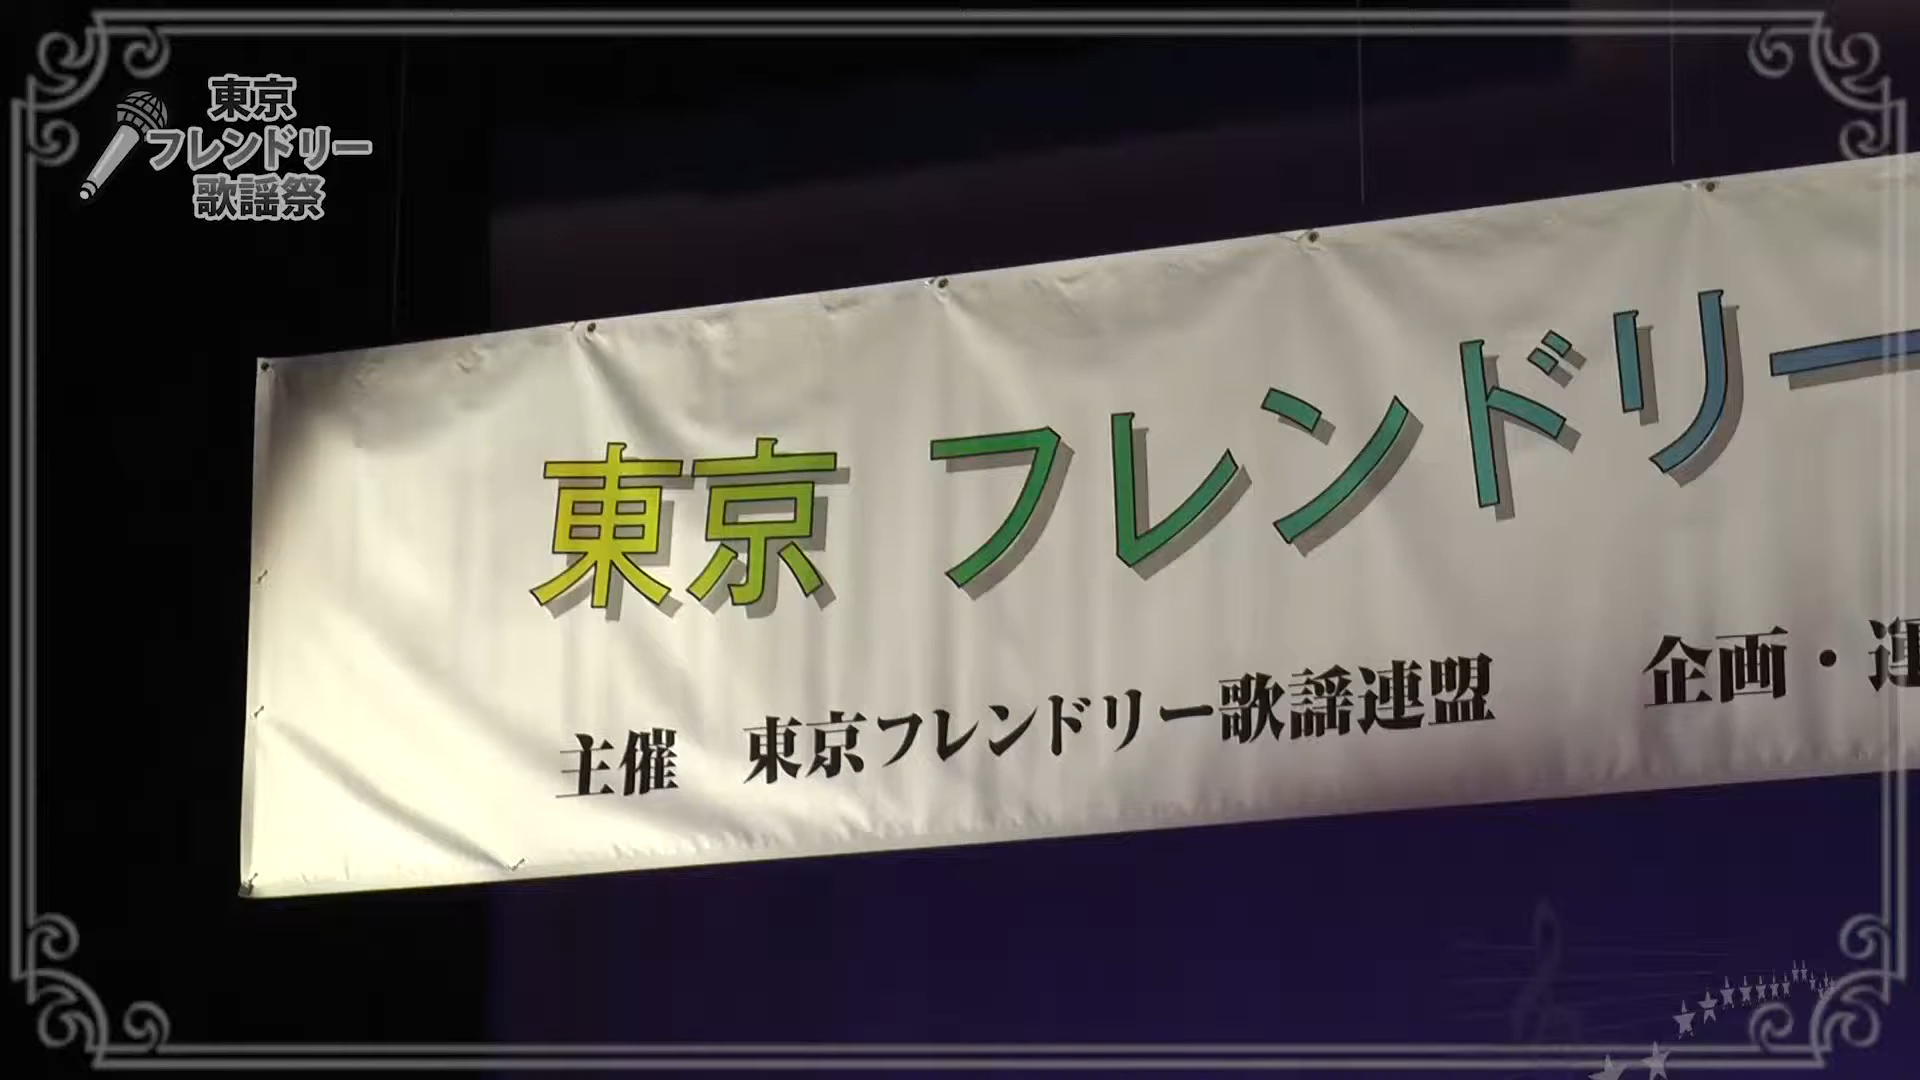 東京
フレンドリー
歌謡祭
東京 フレンドリー
主催 東京フレンドリー歌謡連盟 企画・運